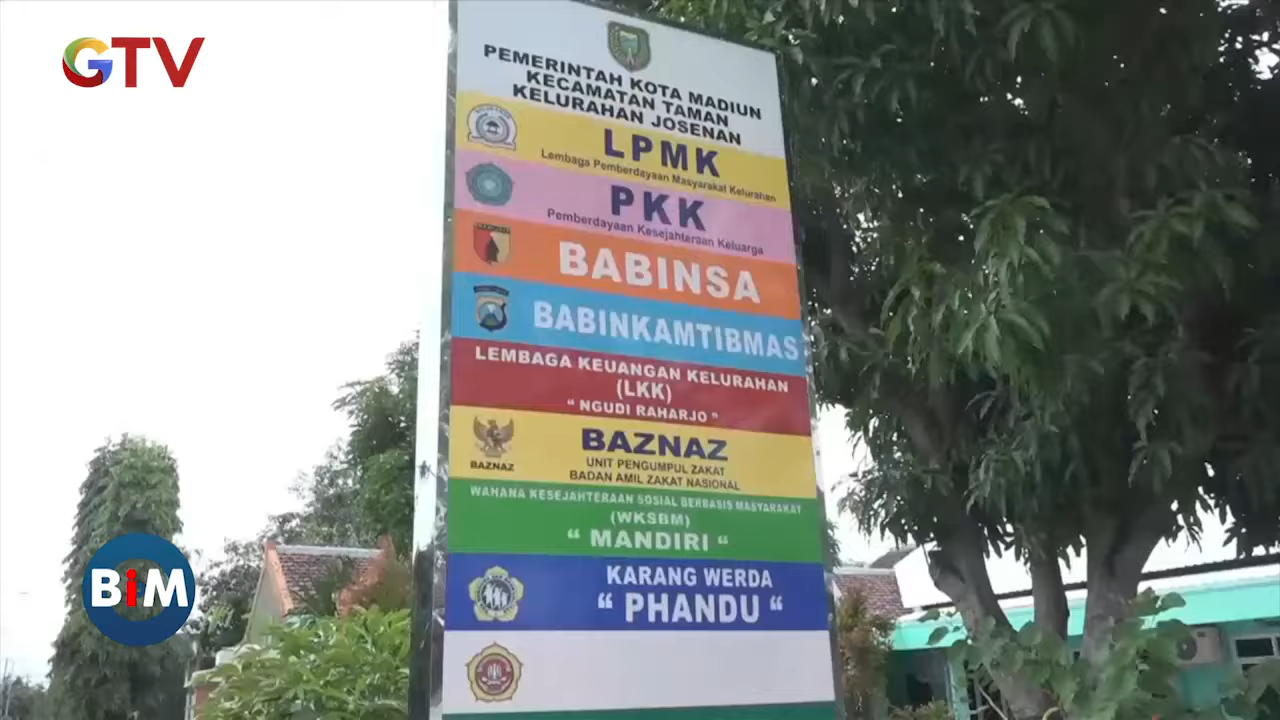 GTV
PEMERINTAH KOTA MADIUN
KECAMATAN TAMAN
KELURAHAN JOSENAN
LPMK
Lembaga Pemberdayaan Masyarakat Kelurahan
PKK
Pemberdayaan Kesejahteraan Keluarga
BABINSA
BABINKAMTIBMAS
LEMBAGA KEUANGAN KELURAHAN
(LKK)
“ NGUDI RAHARJO ”
BAZNAZ
BAZNAZ
UNIT PENGUMPUL ZAKAT
BADAN AMIL ZAKAT NASIONAL
WAHANA KESEJAHTERAAN SOSIAL BERBASIS MASYARAKAT
(WKSBM)
“ MANDIRI “
BiM
KARANG WERDA
“ PHANDU “